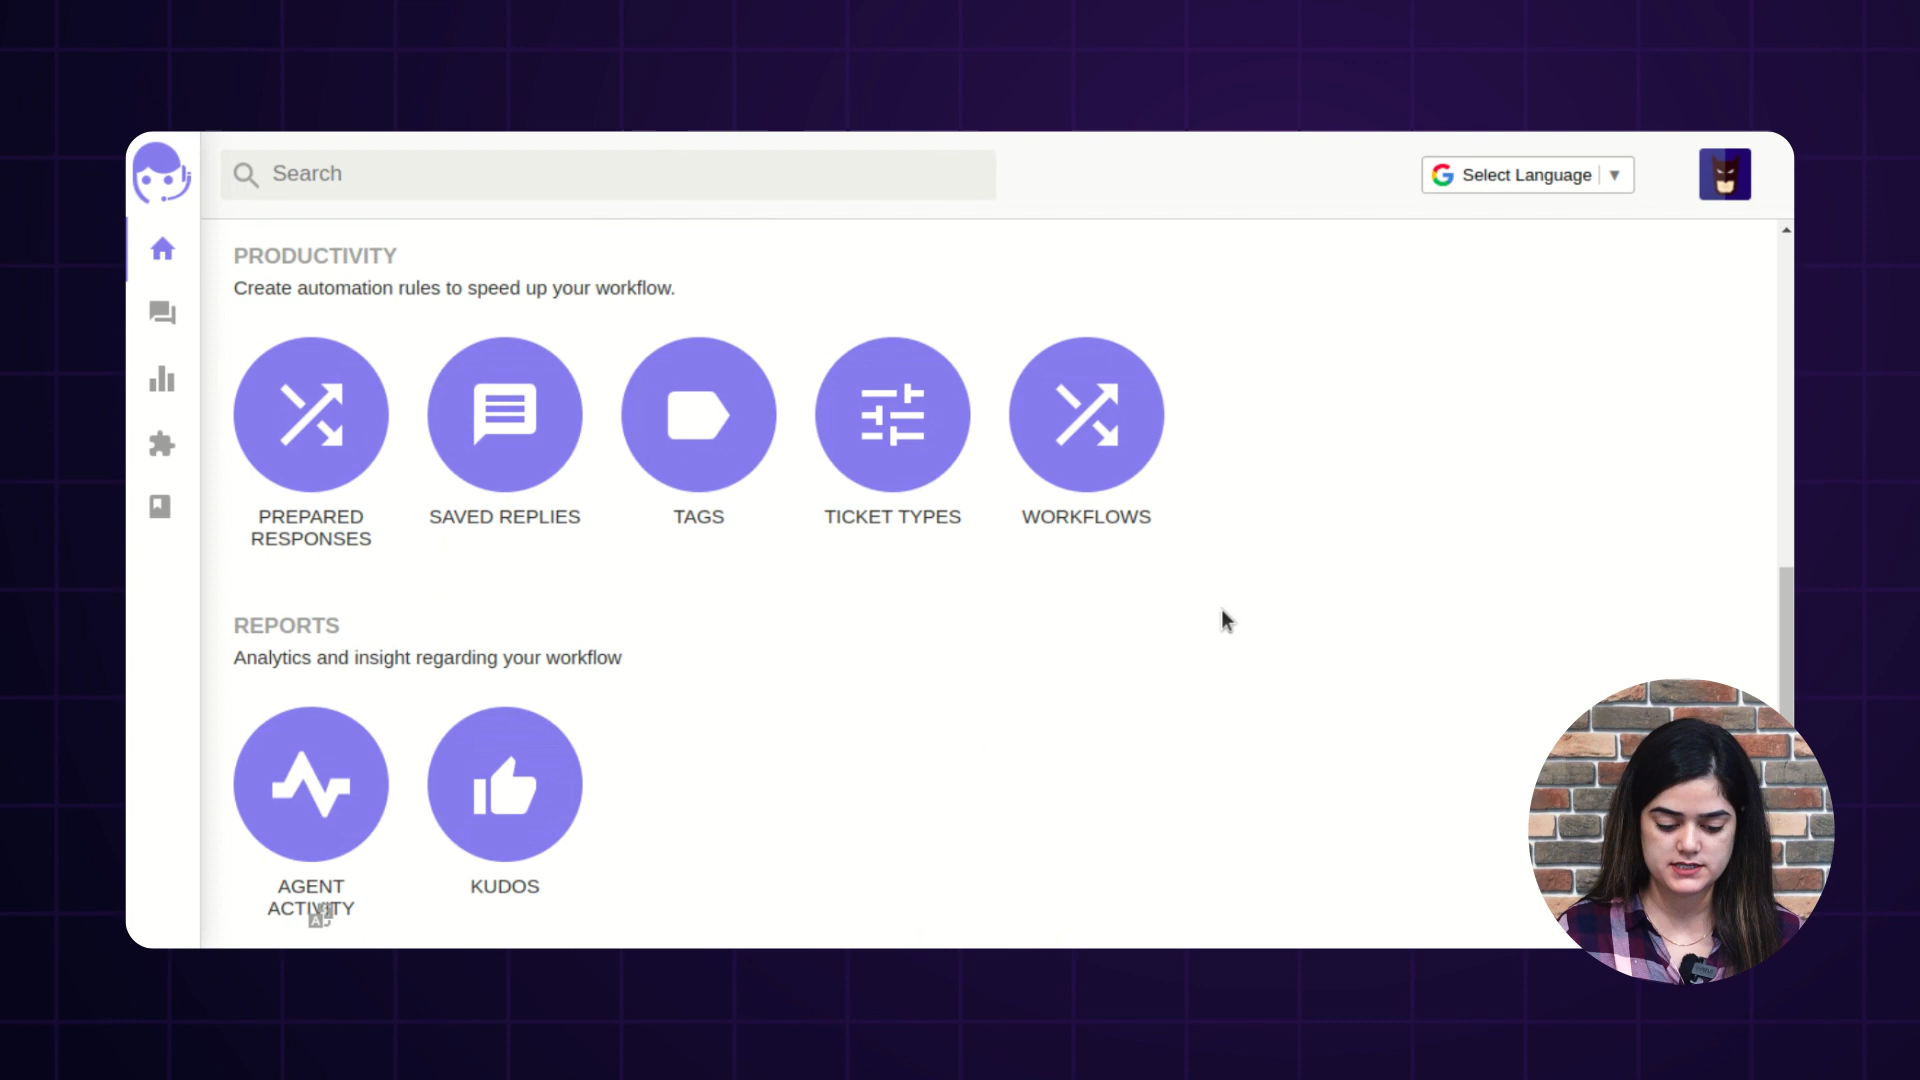 Search
Select Language
PRODUCTIVITY
Create automation rules to speed up your workflow.
PREPARED
RESPONSES
SAVED REPLIES
TAGS
TICKET TYPES
WORKFLOWS
REPORTS
Analytics and insight regarding your workflow
AGENT
ACTIVITY
KUDOS